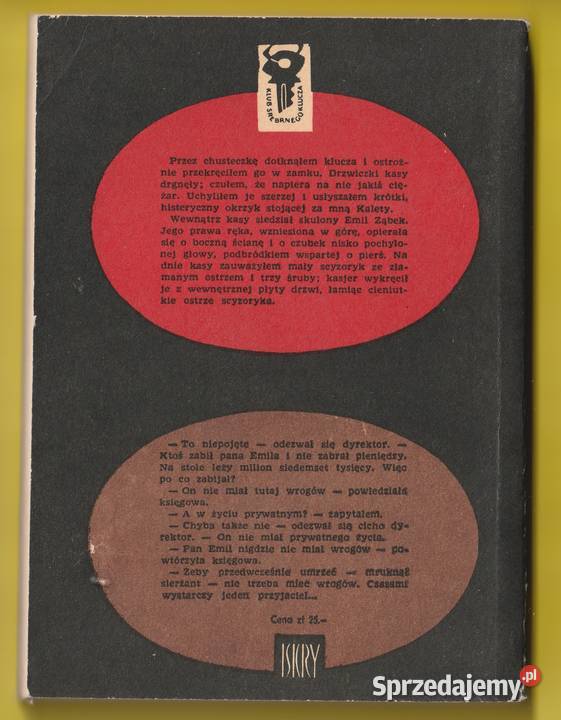 KLUB SREBRNEGO KLUCZA
Przez chusteczkę dotknąłem klucza i ostroż-
nie przekręciłem go w zamku. Drzwiczki kasy
drgnęły; czułem, że napiera na nie jakiś cię-
żar. Uchyliłem je szerzej i usłyszałem krótki,
histeryczny okrzyk stojącej za mną Kalety.
Wewnątrz kasy siedział skulony Emil Ząbek.
Jego prawa ręka, wzniesiona w górę, opierała
się o boczną ścianę i o czubek nisko pochylo-
nej głowy, podbródkiem wspartej o pierś. Na
dnie kasy zauważyłem mały scyzoryk ze zła-
manym ostrzem i trzy śruby; kasjer wykręcił
je z wewnętrznej płyty drzwi, łamiąc cieniut-
kie ostrze scyzoryka.
— To niepojęte — odezwał się dyrektor. —
Ktoś zabił pana Emila i nie zabrał pieniędzy.
Na stole leży milion siedemset tysięcy. Więc
po co zabijał?
— On nie miał tutaj wrogów — powiedziała
księgowa.
— A w życiu prywatnym? — zapytałem.
— Chyba także nie — odezwał się cicho dy-
rektor. — On nie miał prywatnego życia.
— Pan Emil nigdzie nie miał wrogów — po-
wtórzyła księgowa.
— Żeby przedwcześnie umrzeć — mruknął
sierżant — nie trzeba mieć wrogów. Czasami
wystarczy jeden przyjaciel...
Cena zł 25.—
ISKRY
Sprzedajemy.pl